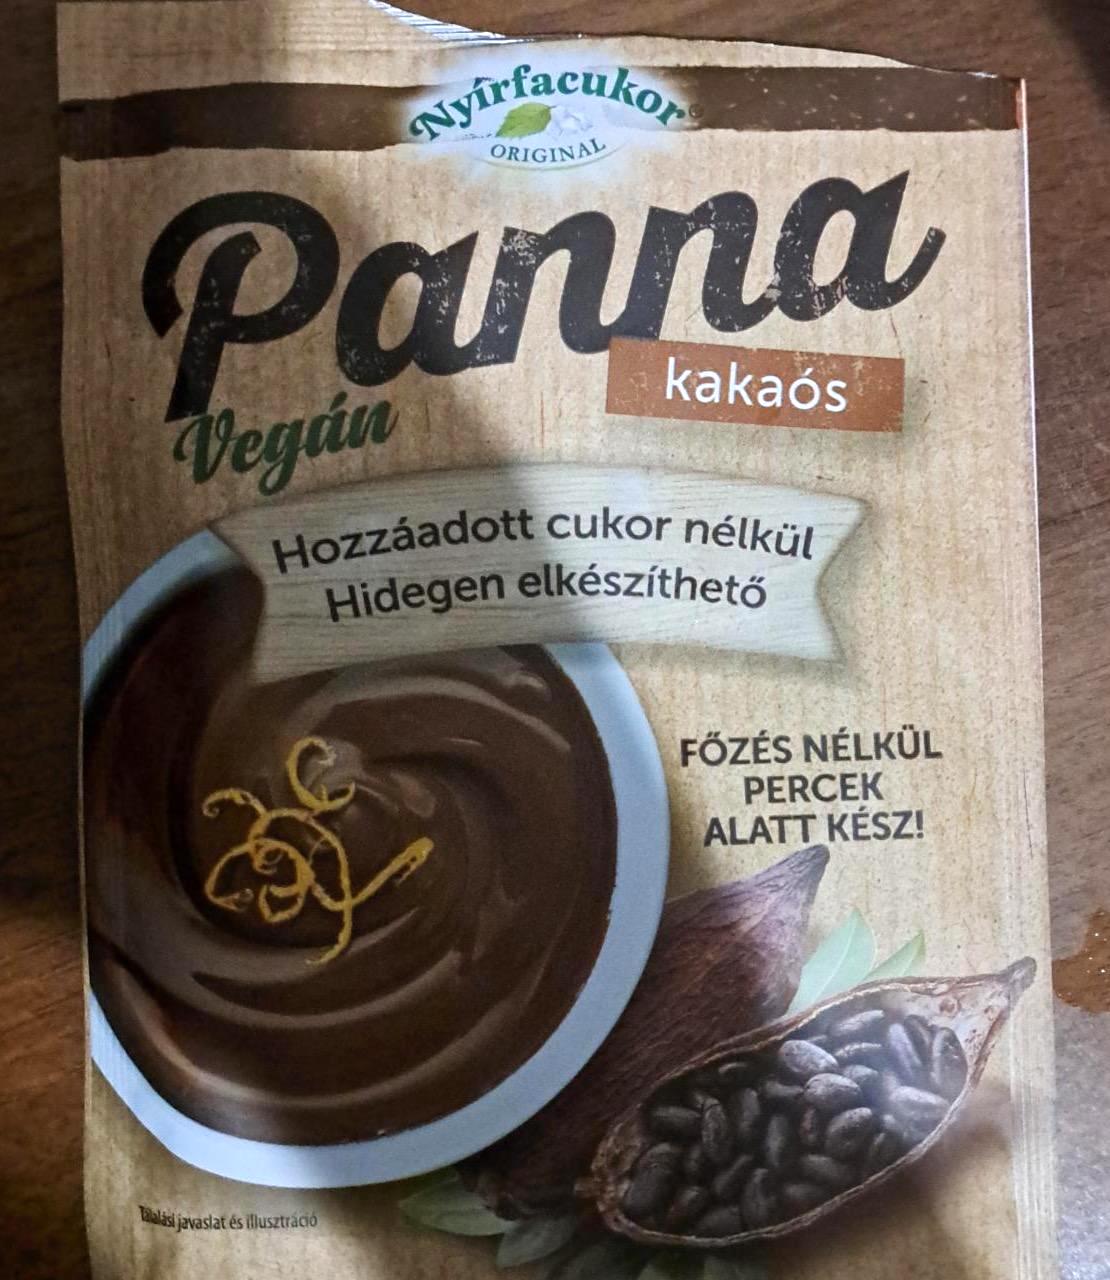 Nyírfacukor®
ORIGINAL
Panna
kakaós
Vegán
Hozzáadott cukor nélkül
Hidegen elkészíthető
FŐZÉS NÉLKÜL
PERCEK
ALATT KÉSZ!
Tálalási javaslat és illusztráció